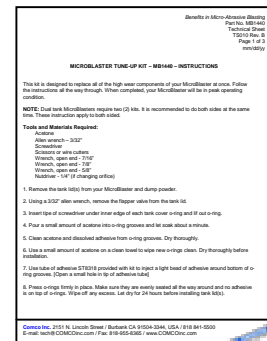 Benefits in Micro-Abrasive Blasting
Part No. MB1440
Technical Sheet
TS010 Rev. B
Page 1 of 3
mm/dd/yy
MICROBLASTER TUNE-UP KIT – MB1440 – INSTRUCTIONS
This kit is designed to replace all of the high wear components of your MicroBlaster at once. Follow
the instructions all the way through. When completed, your MicroBlaster will be in peak operating
condition.
NOTE: Dual tank MicroBlasters require two (2) kits. It is recommended to do both sides at the same
time. These instruction apply to both sided.
Tools and Materials Required:
Acetone
Allen wrench – 3/32"
Screwdriver
Scissors or wire cutters
Wrench, open end - 7/16"
Wrench, open end - 7/8"
Wrench, open end - 5/8"
Nutdriver - 1/4" (if changing orifice)
1. Remove the tank lid(s) from your MicroBlaster and dump powder.
2. Using a 3/32" allen wrench, remove the flapper valve from the tank lid.
3. Insert tips of screwdriver under inner edge of each tank cover o-ring and lift out o-ring.
4. Pour a small amount of acetone into o-ring grooves and let soak about a minute.
5. Clean acetone and dissolved adhesive from o-ring grooves. Dry thoroughly.
6. Use a small amount of acetone on a clean towel to wipe new o-rings clean. Dry thoroughly before
installation.
7. Use tube of adhesive ST8318 provided with kit to inject a light bead of adhesive around bottom of o-
ring grooves. [Open a small hole in tip of adhesive tube]
8. Press o-rings firmly in place. Make sure they are evenly seated all the way around and no adhesive
is on top of o-rings. Wipe off any excess. Let dry for 24 hours before installing tank lid(s).
Comco Inc. 2151 N. Lincoln Street / Burbank CA 91504-3344, USA / 818 841-5500
E-mail: tech@COMCOinc.com / Fax: 818-955-8365 / www.COMCOinc.com